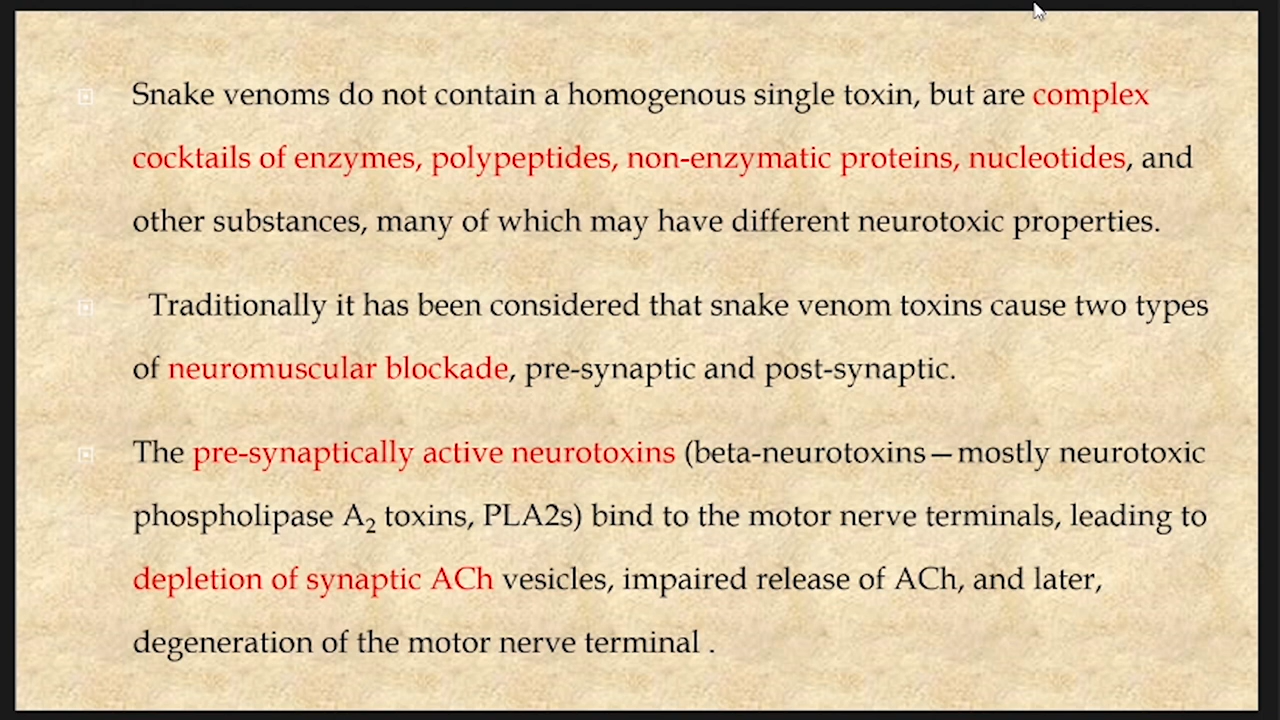 Snake venoms do not contain a homogenous single toxin, but are complex
cocktails of enzymes, polypeptides, non-enzymatic proteins, nucleotides, and
other substances, many of which may have different neurotoxic properties.
Traditionally it has been considered that snake venom toxins cause two types
of neuromuscular blockade, pre-synaptic and post-synaptic.
The pre-synaptically active neurotoxins (beta-neurotoxins—mostly neurotoxic
phospholipase A₂ toxins, PLA2s) bind to the motor nerve terminals, leading to
depletion of synaptic ACh vesicles, impaired release of ACh, and later,
degeneration of the motor nerve terminal .